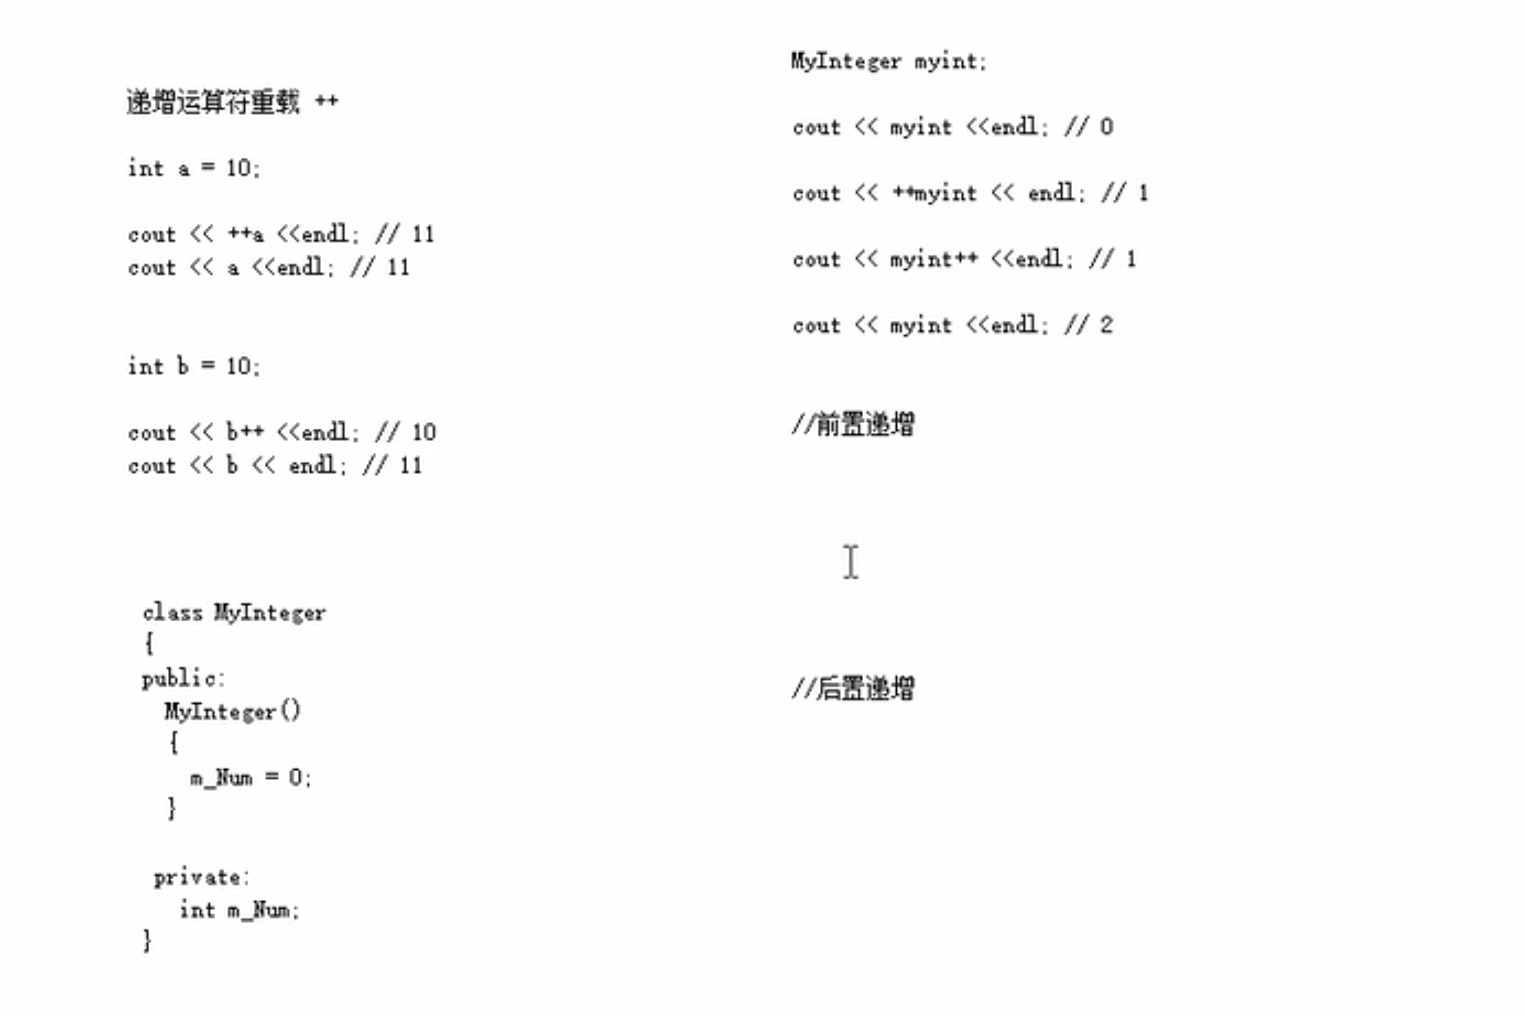 递增运算符重载 ++
int a = 10;
cout << ++a <<endl; // 11
cout << a <<endl; // 11
int b = 10;
cout << b++ <<endl; // 10
cout << b << endl; // 11
class MyInteger
{
public:
MyInteger()
{
m_Num = 0;
}
private:
int m_Num;
}
MyInteger myint;
cout << myint <<endl; // 0
cout << ++myint << endl; // 1
cout << myint++ <<endl; // 1
cout << myint <<endl; // 2
//前置递增
//后置递增